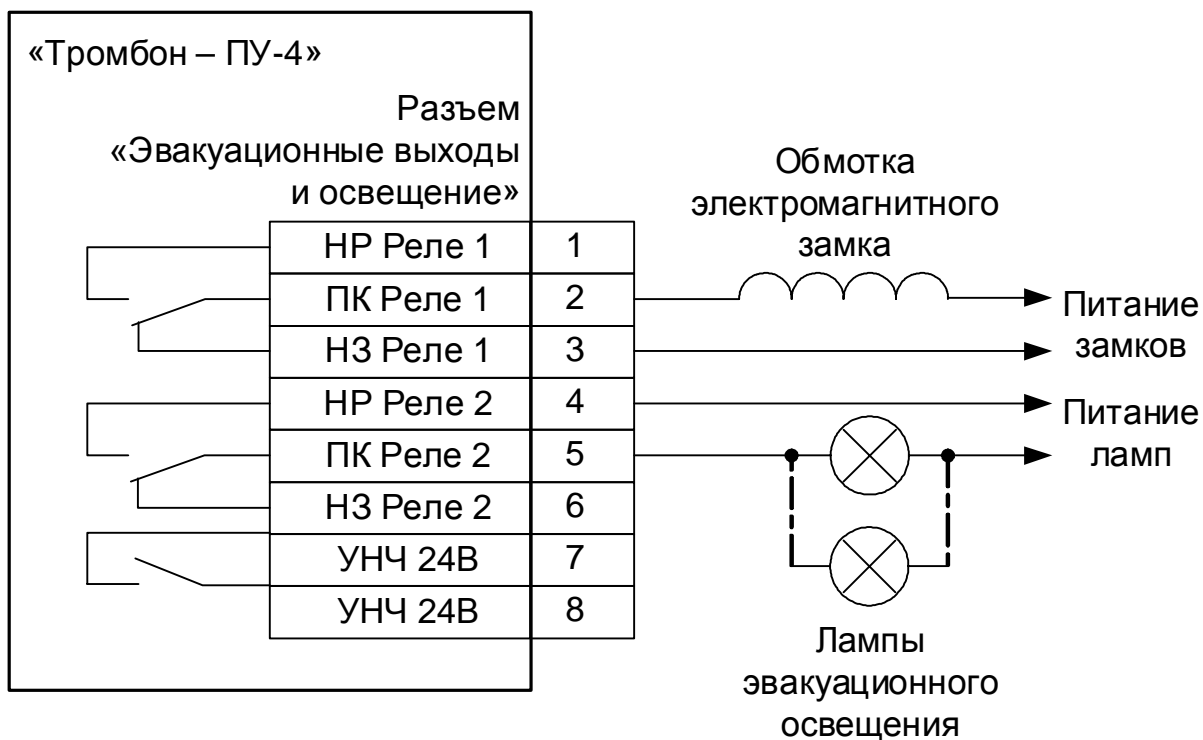 «Тромбон – ПУ-4»
Разъем
«Эвакуационные выходы
и освещение»
НР Реле 1 1
ПК Реле 1 2
НЗ Реле 1 3
НР Реле 2 4
ПК Реле 2 5
НЗ Реле 2 6
УНЧ 24В 7
УНЧ 24В 8
Обмотка
электромагнитного
замка
Питание
замков
Питание
ламп
Лампы
эвакуационного
освещения